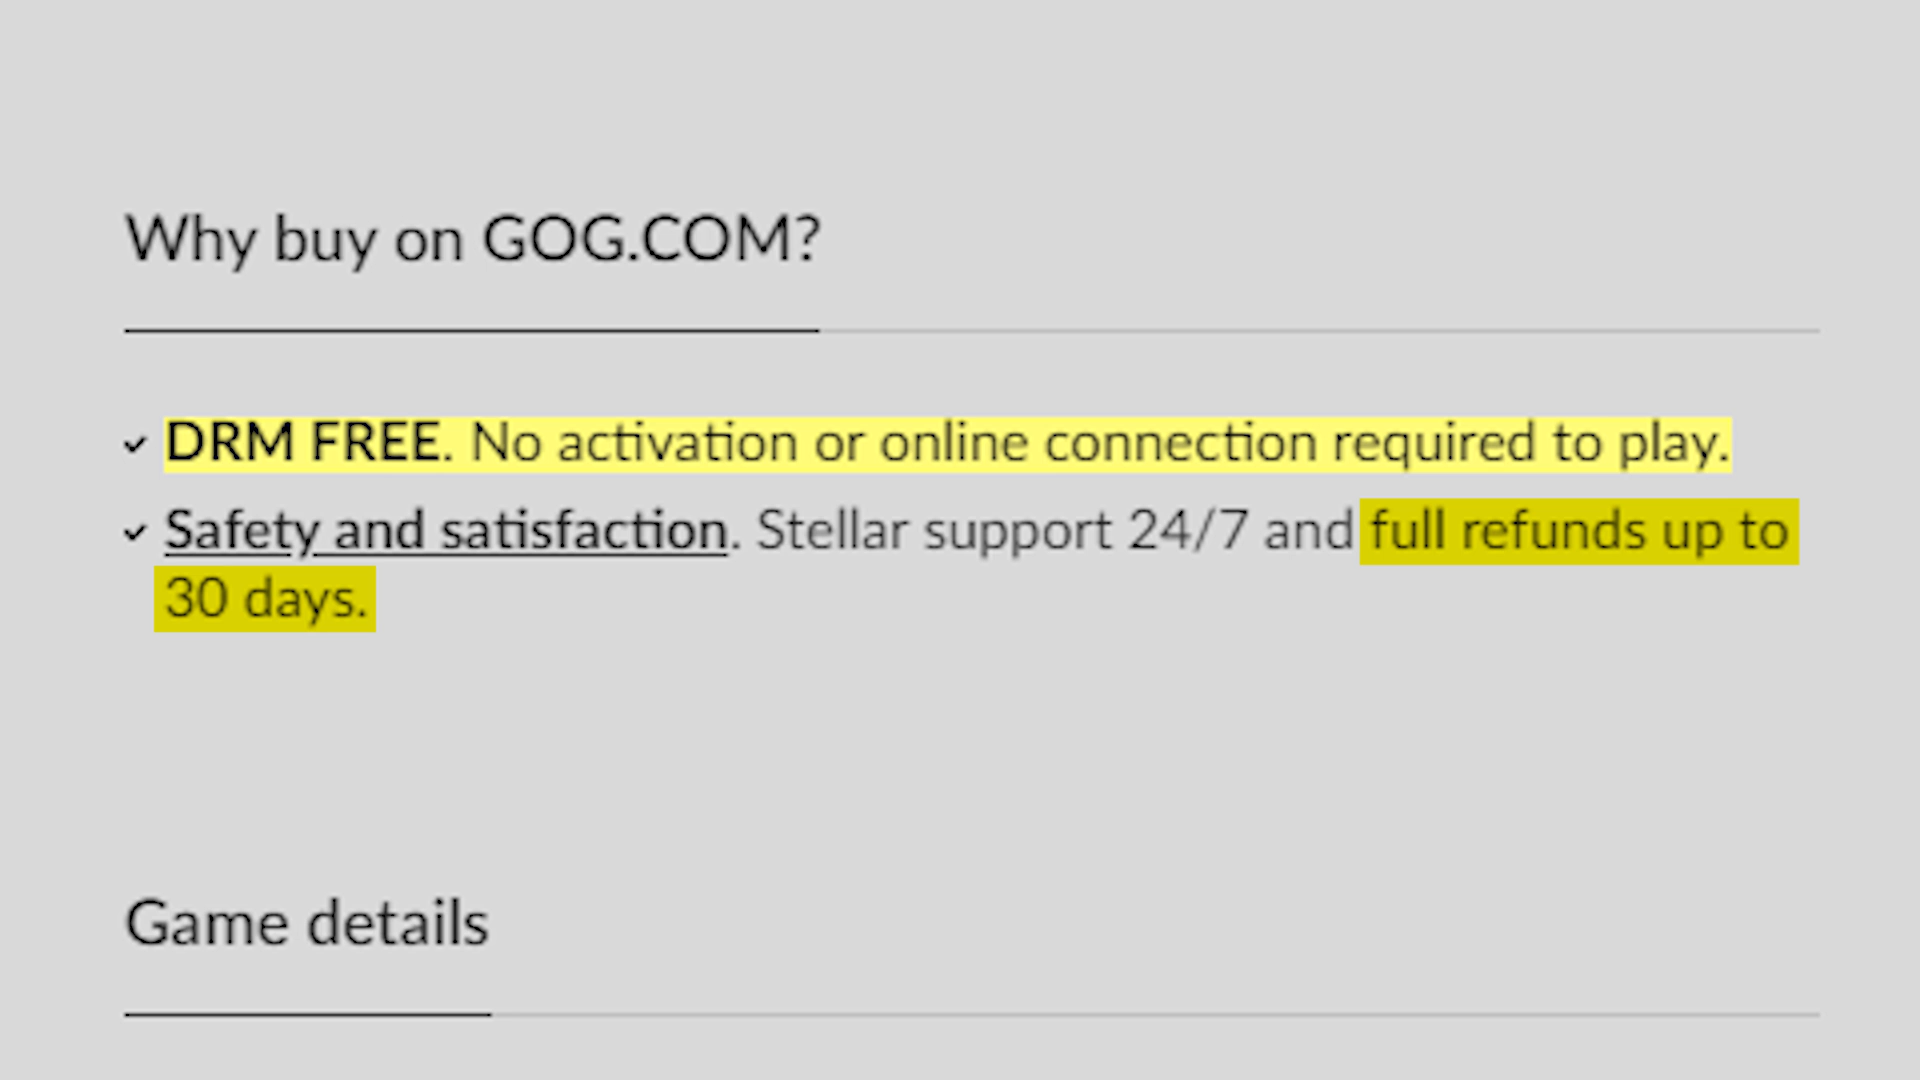 Why buy on GOG.COM?
DRM FREE. No activation or online connection required to play.
Safety and satisfaction. Stellar support 24/7 and full refunds up to
30 days.
Game details